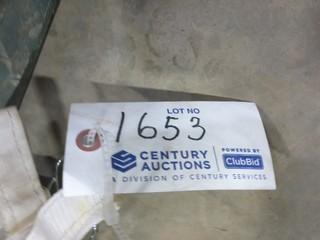 LOT NO
1653
CENTURY AUCTIONS
POWERED BY
ClubBid
A DIVISION OF CENTURY SERVICES